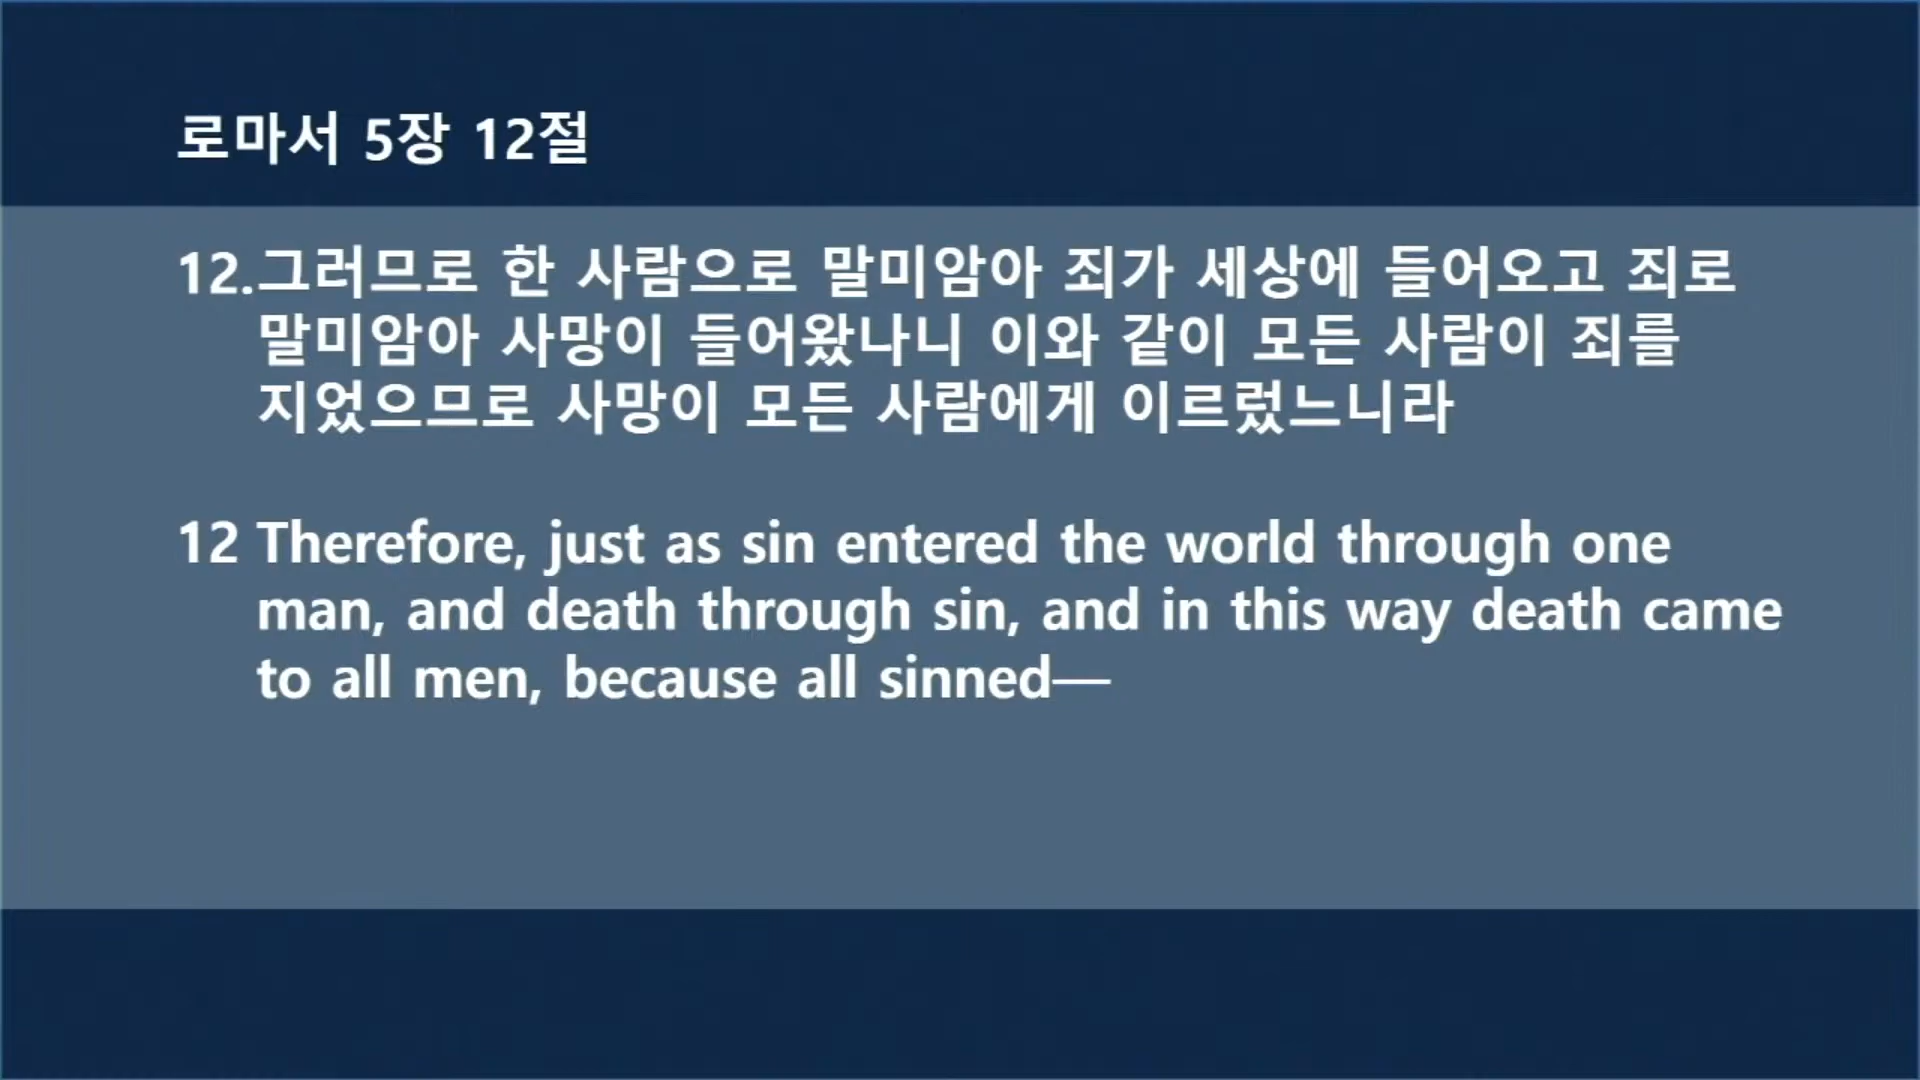 로마서 5장 12절
12.그러므로 한 사람으로 말미암아 죄가 세상에 들어오고 죄로
말미암아 사망이 들어왔나니 이와 같이 모든 사람이 죄를
지었으므로 사망이 모든 사람에게 이르렀느니라
12 Therefore, just as sin entered the world through one
man, and death through sin, and in this way death came
to all men, because all sinned—